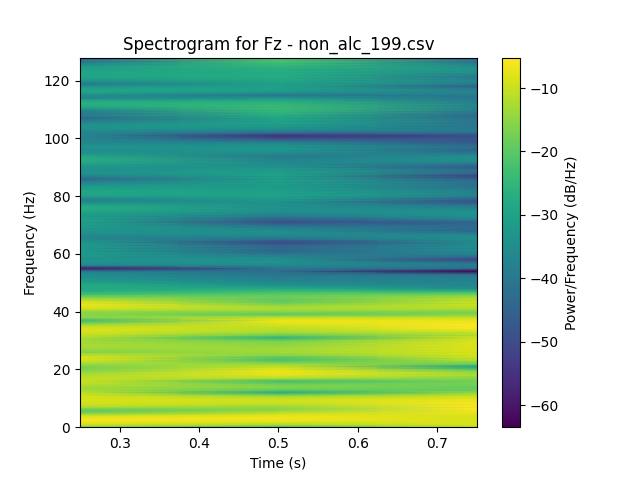 Spectrogram for Fz - non_alc_199.csv
120
100
80
60
40
20
0
Frequency (Hz)
0.3 0.4 0.5 0.6 0.7
Time (s)
−10
−20
−30
−40
−50
−60
Power/Frequency (dB/Hz)